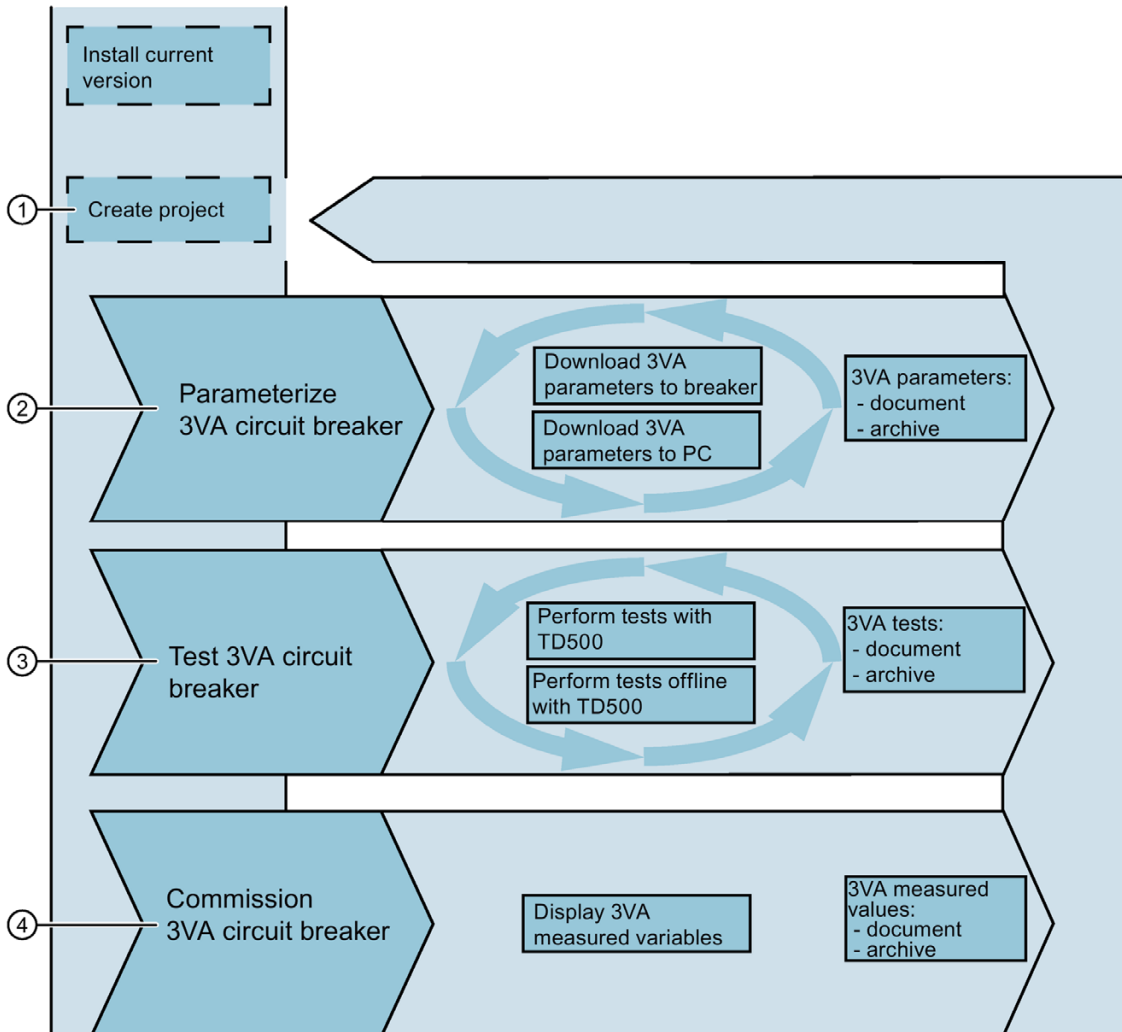 Install current
version
1
Create project
2
Parameterize
3VA circuit breaker
Download 3VA
parameters to breaker
Download 3VA
parameters to PC
3VA parameters:
- document
- archive
3
Test 3VA circuit
breaker
Perform tests with
TD500
Perform tests offline
with TD500
3VA tests:
- document
- archive
4
Commission
3VA circuit breaker
Display 3VA
measured variables
3VA measured
values:
- document
- archive